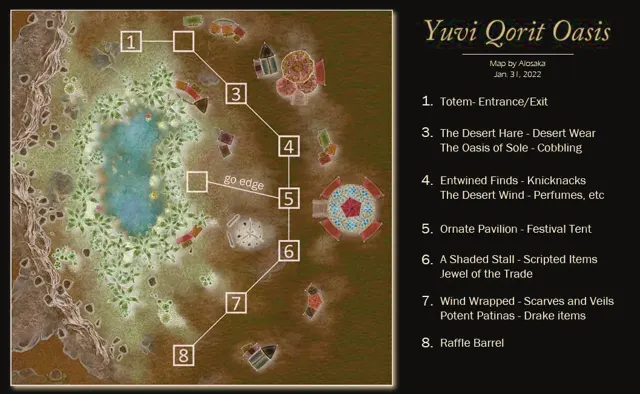 Yuvi Qorit Oasis
Map by Alosaka
Jan. 31, 2022
1. Totem- Entrance/Exit
3. The Desert Hare - Desert Wear
The Oasis of Sole - Cobbling
4. Entwined Finds - Knicknacks
The Desert Wind - Perfumes, etc
5. Ornate Pavilion - Festival Tent
6. A Shaded Stall - Scripted Items
Jewel of the Trade
7. Wind Wrapped - Scarves and Veils
Potent Patinas - Drake items
8. Raffle Barrel
1
3
4
go edge
5
6
7
8